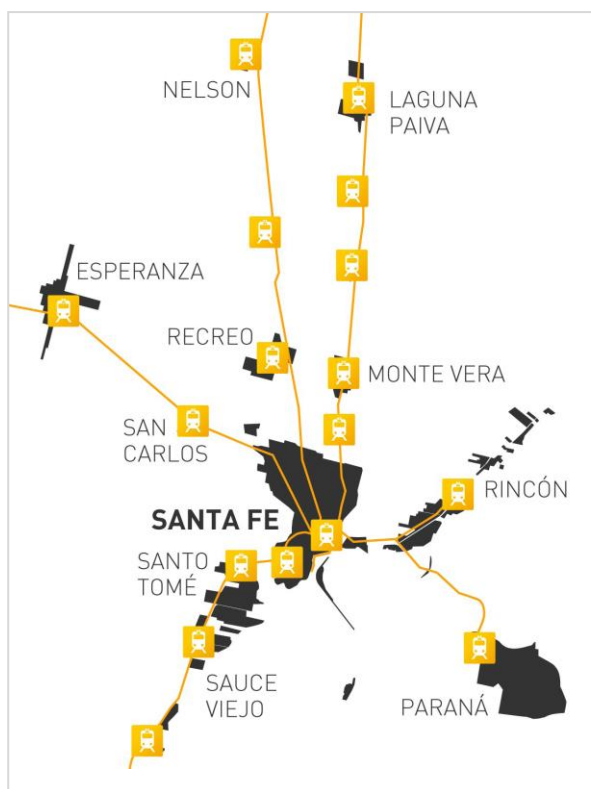 NELSON
LAGUNA
PAIVA
ESPERANZA
RECREO
MONTE VERA
SAN
CARLOS
RINCÓN
SANTA FE
SANTO
TOMÉ
SAUCE
VIEJO
PARANÁ